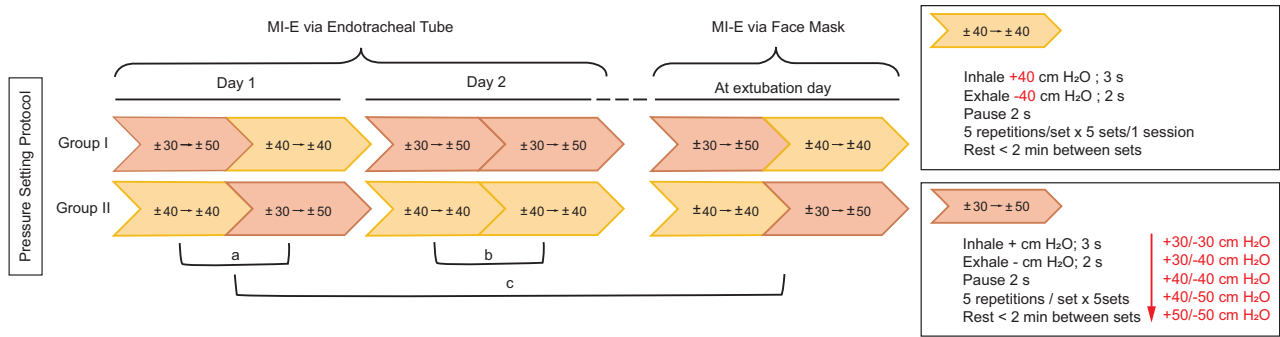 MI-E via Endotracheal Tube
MI-E via Face Mask
Day 1
Day 2
At extubation day
Pressure Setting Protocol
Group I
±30→±50
±40→±40
±30→±50
±30→±50
±30→±50
±40→±40
Group II
±40→±40
±30→±50
±40→±40
±40→±40
±40→±40
±30→±50
a
b
c
±40→±40
Inhale +40 cm H₂O ; 3 s
Exhale -40 cm H₂O ; 2 s
Pause 2 s
5 repetitions/set x 5 sets/1 session
Rest < 2 min between sets
±30→±50
Inhale + cm H₂O; 3 s
Exhale - cm H₂O; 2 s
Pause 2 s
5 repetitions / set x 5sets
Rest < 2 min between sets
+30/-30 cm H₂O
+30/-40 cm H₂O
+40/-40 cm H₂O
+40/-50 cm H₂O
+50/-50 cm H₂O